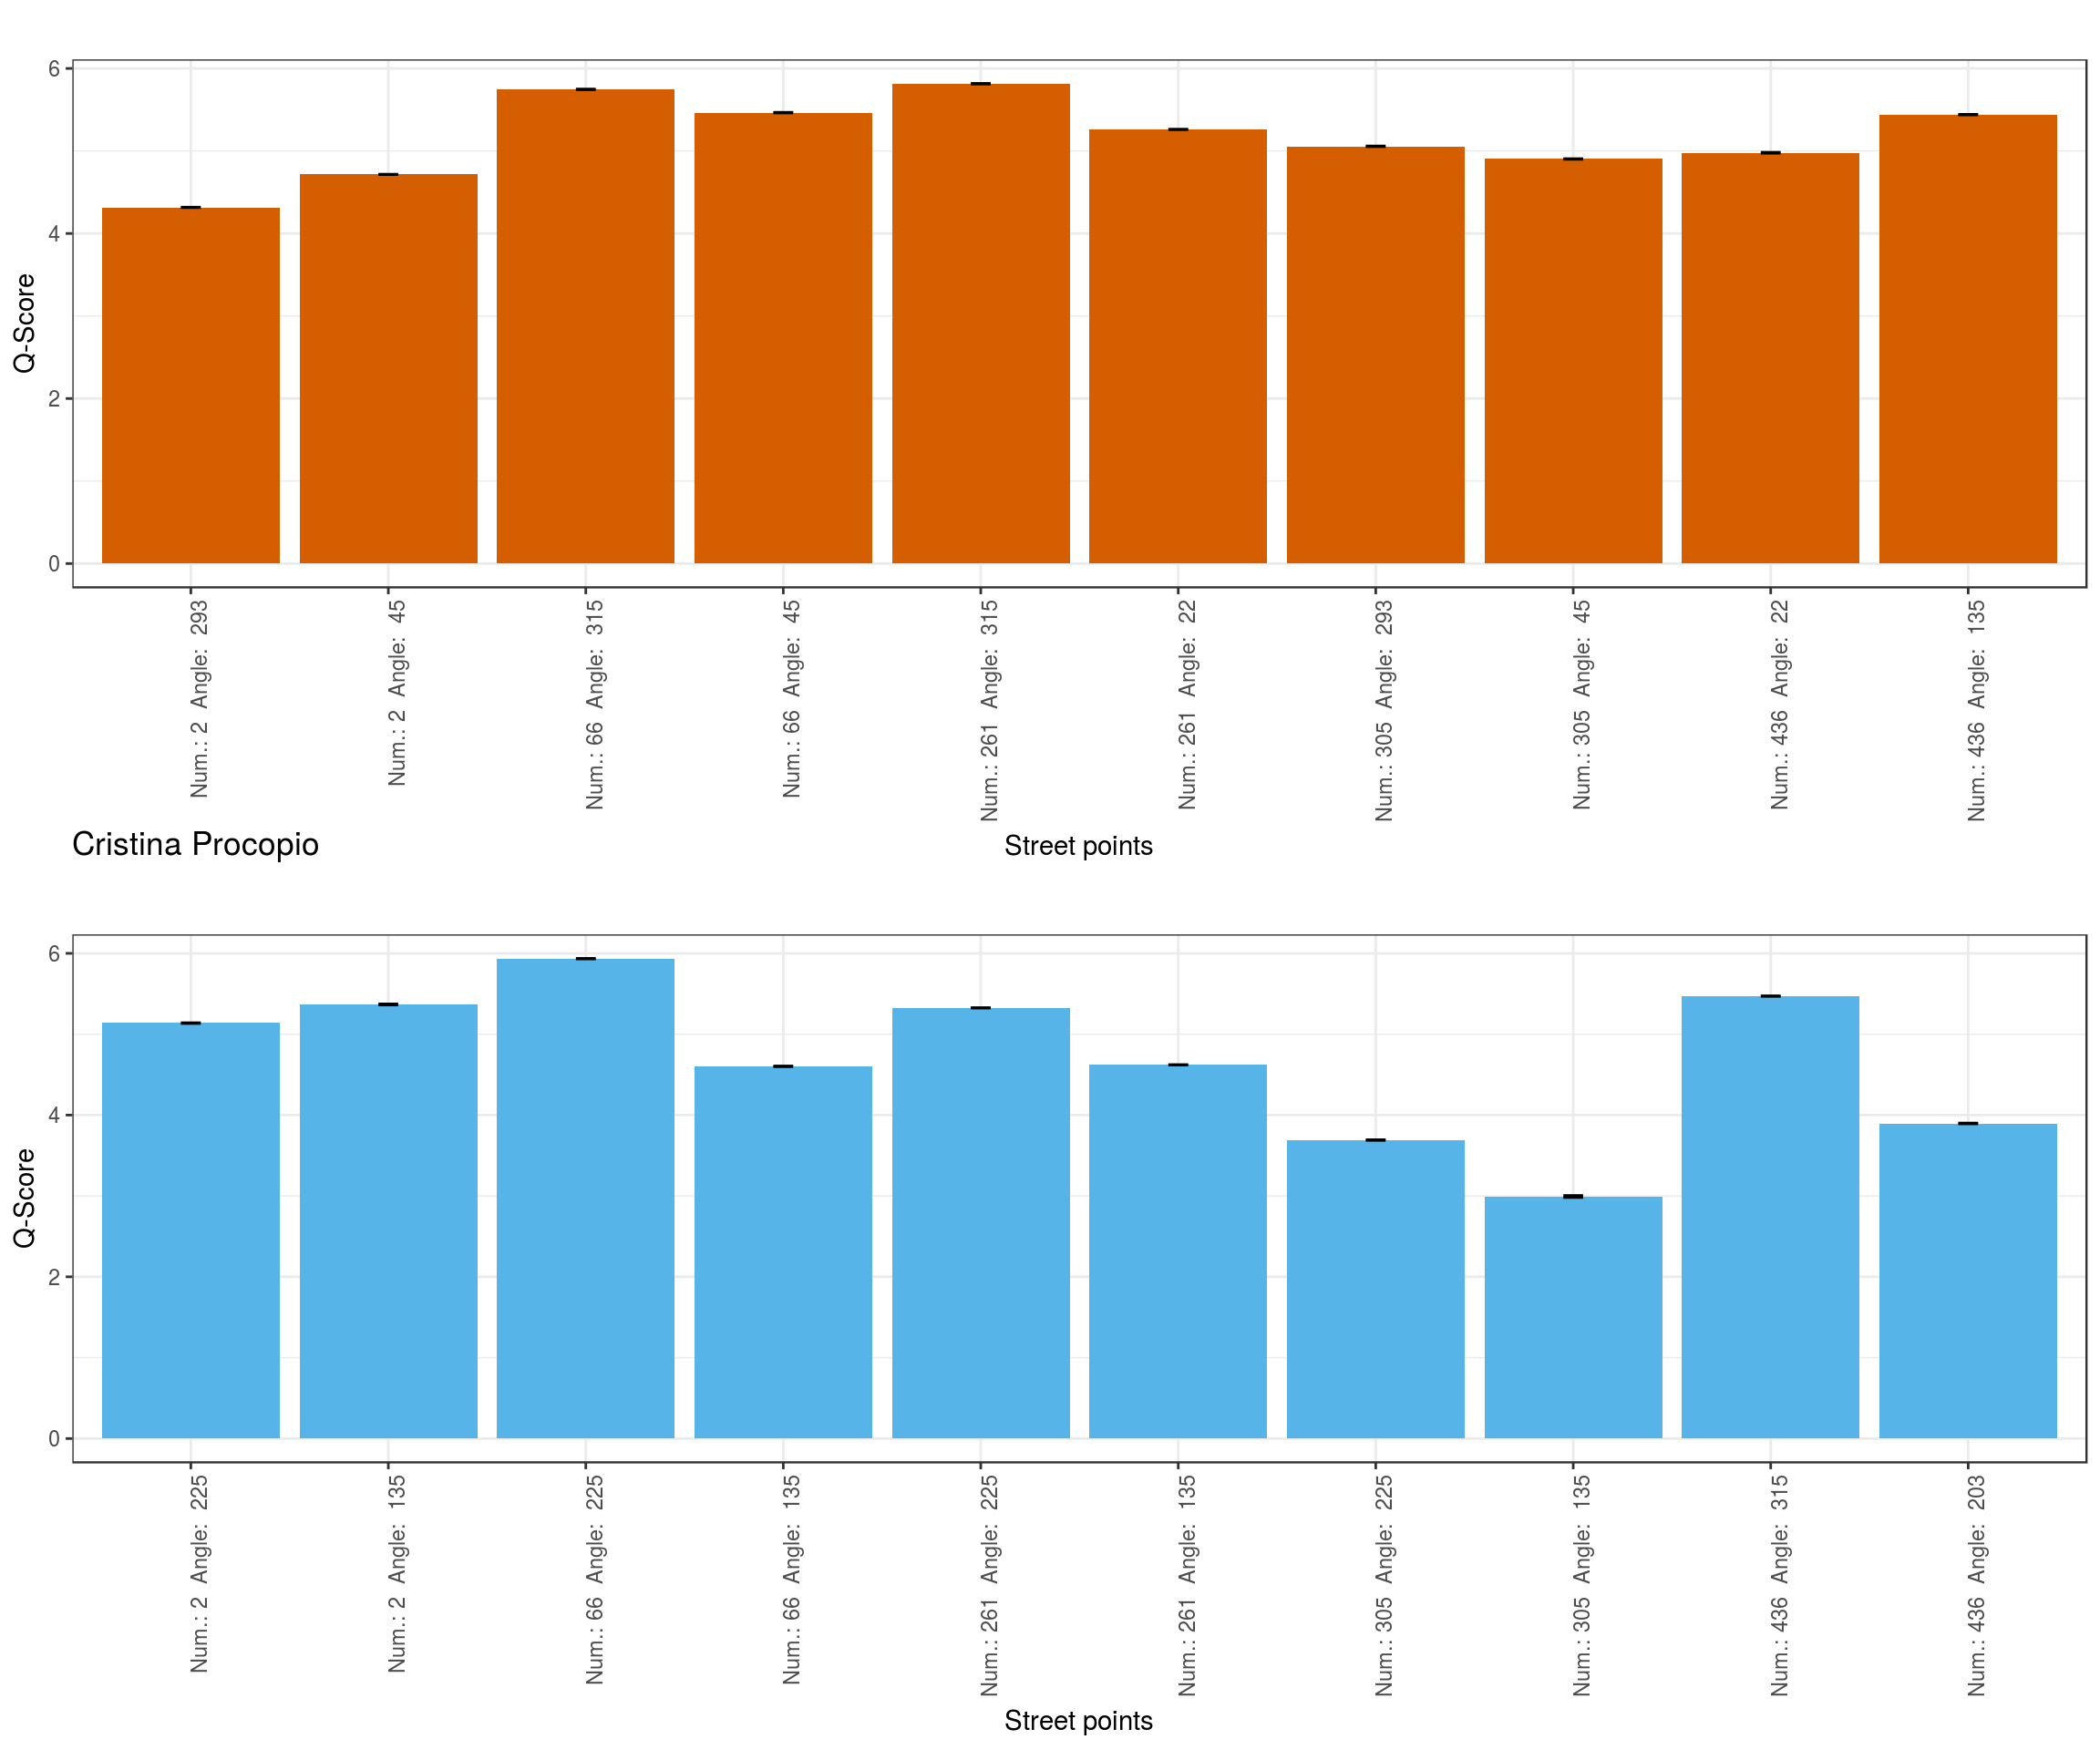 6
4
2
0
Q-Score
Num.: 2 Angle: 293
Num.: 2 Angle: 45
Num.: 66 Angle: 315
Num.: 66 Angle: 45
Num.: 261 Angle: 315
Num.: 261 Angle: 22
Num.: 305 Angle: 293
Num.: 305 Angle: 45
Num.: 436 Angle: 22
Num.: 436 Angle: 135
Street points
Cristina Procopio
6
4
2
0
Q-Score
Num.: 2 Angle: 225
Num.: 2 Angle: 135
Num.: 66 Angle: 225
Num.: 66 Angle: 135
Num.: 261 Angle: 225
Num.: 261 Angle: 135
Num.: 305 Angle: 225
Num.: 305 Angle: 135
Num.: 436 Angle: 315
Num.: 436 Angle: 203
Street points